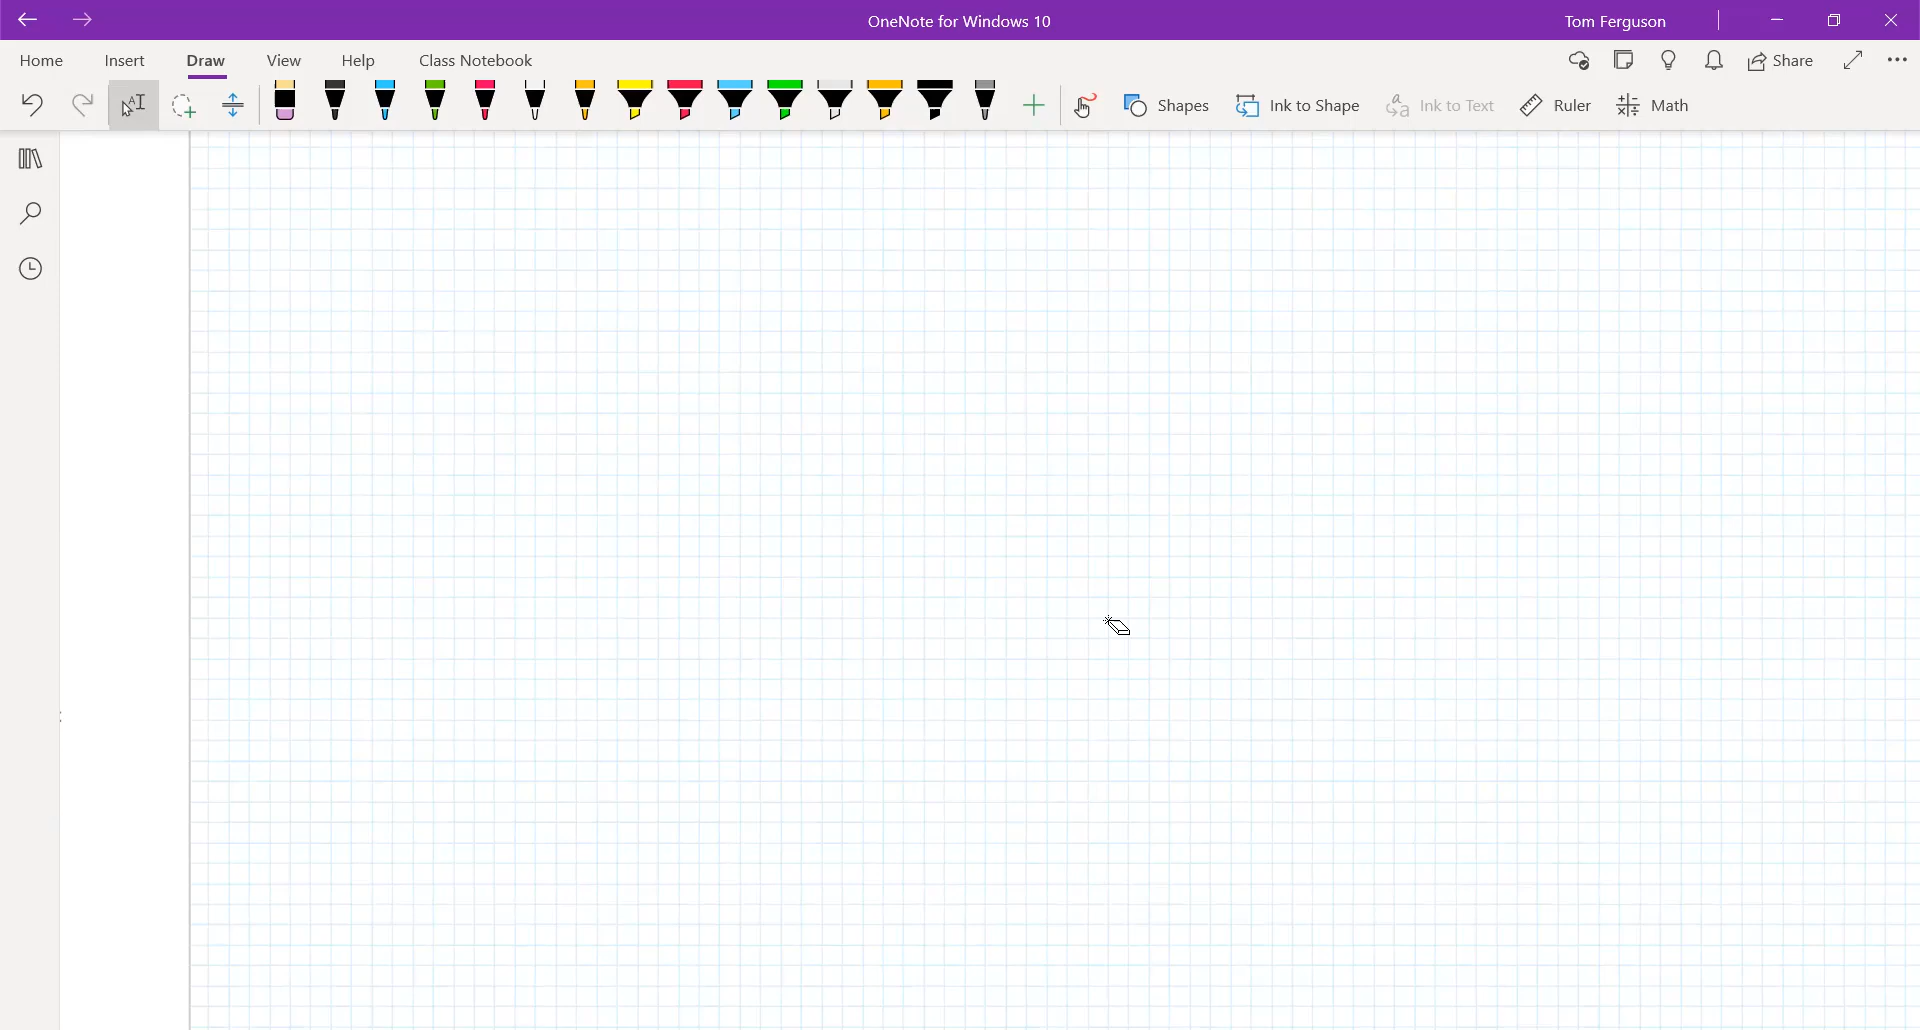 OneNote for Windows 10
Tom Ferguson
Home Insert Draw View Help Class Notebook Share
Shapes Ink to Shape Ink to Text Ruler Math